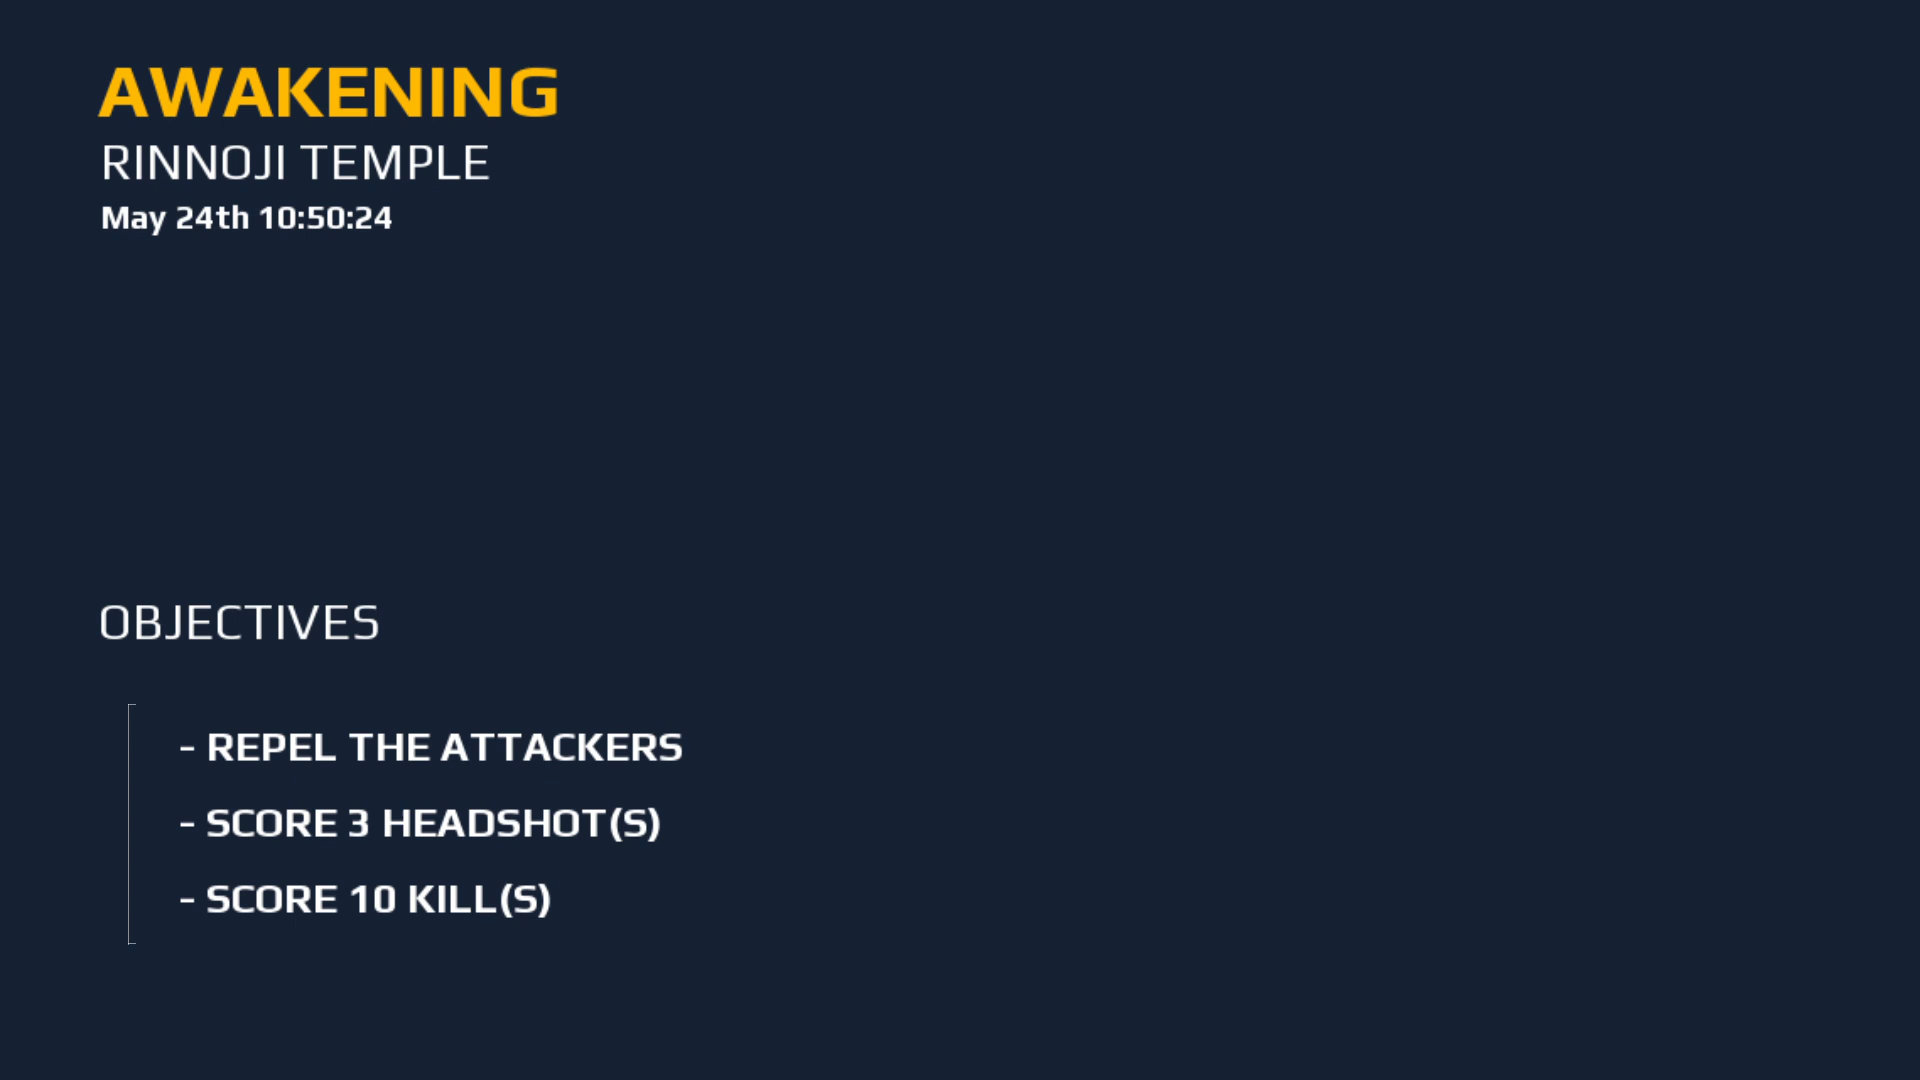 AWAKENING
RINNOJI TEMPLE
May 24th 10:50:24
OBJECTIVES
- REPEL THE ATTACKERS
- SCORE 3 HEADSHOT(S)
- SCORE 10 KILL(S)